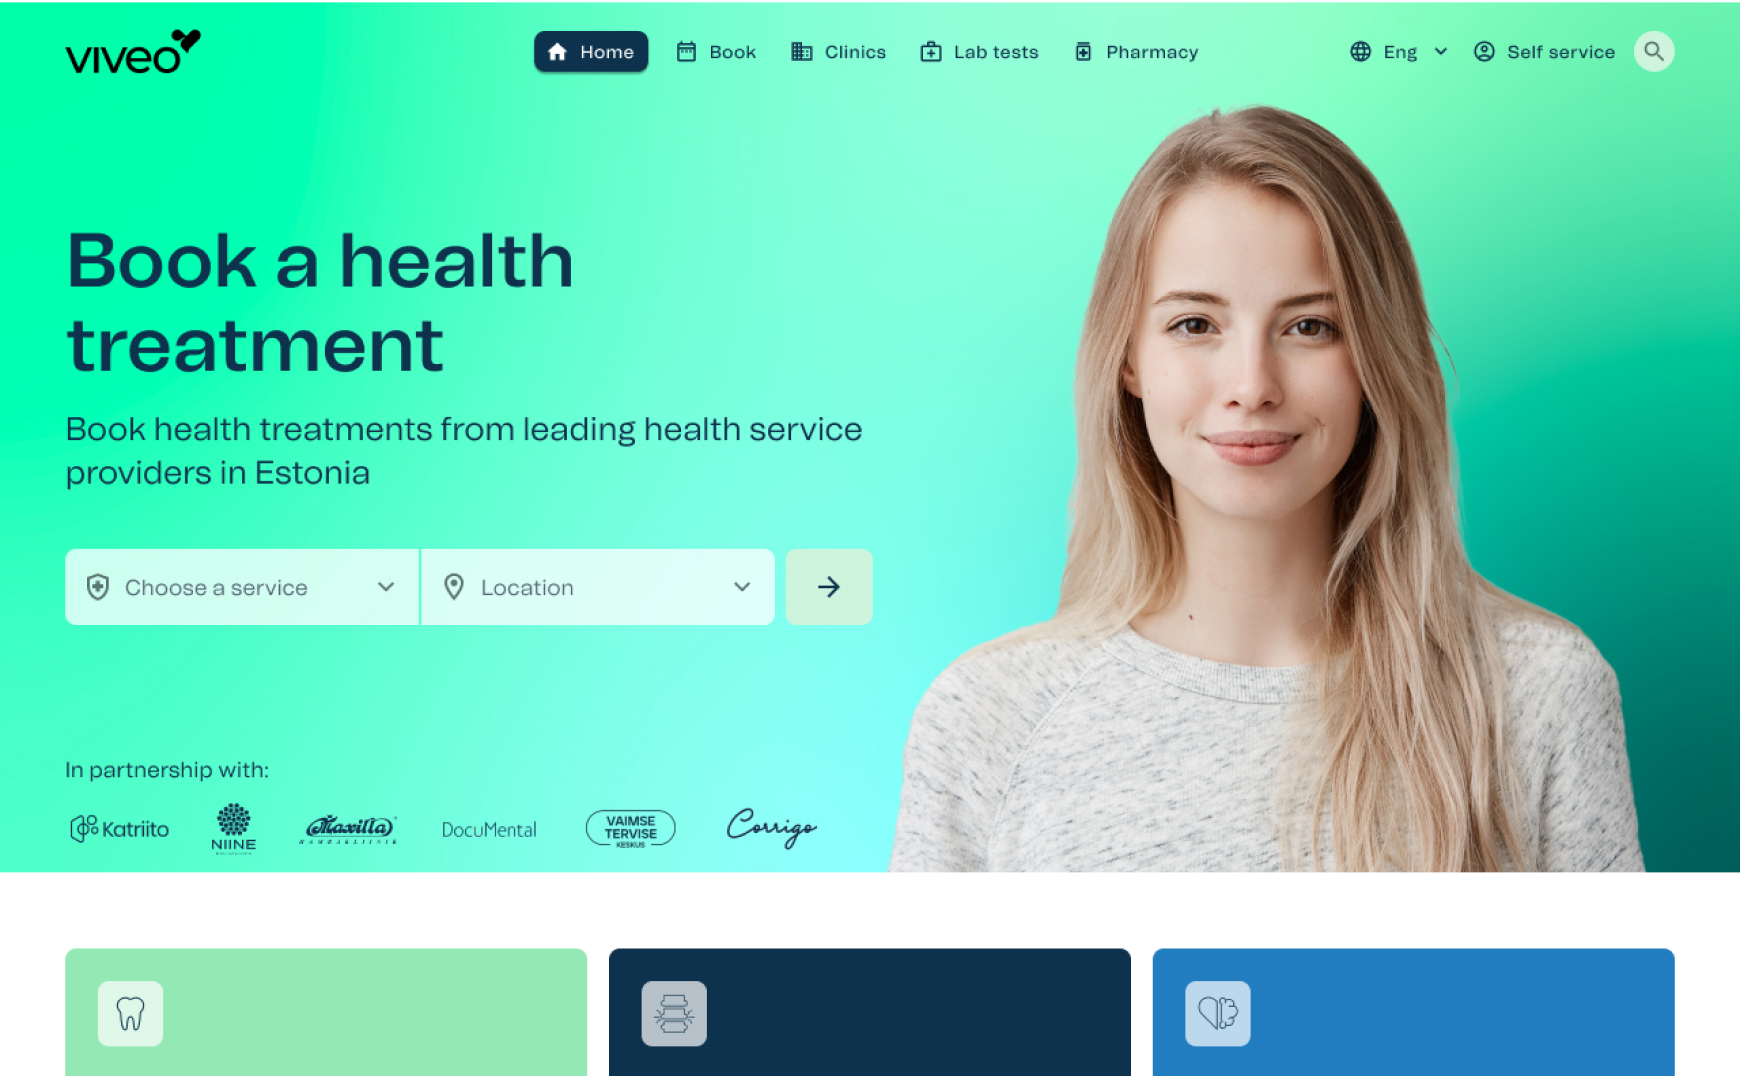 viveo
Home
Book
Clinics
Lab tests
Pharmacy
Eng
Self service
Book a health
treatment
Book health treatments from leading health service
providers in Estonia
Choose a service
Location
In partnership with:
Katriito
NIINE
Maxilla
HAMBAKLIINIK
DocuMental
VAIMSE
TERVISE
KESKUS
Corrigo